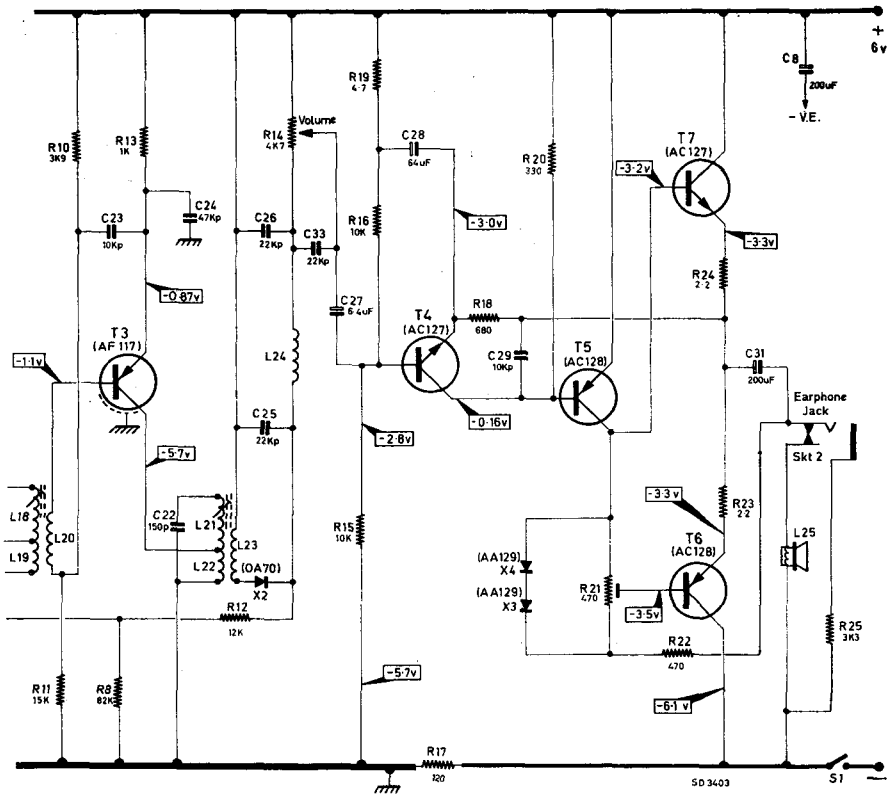 +
6v
C8
200uF
- V.E.
R19
4·7
R10
3K9
R13
1K
R14
4K7
Volume
C28
64uF
T7
(AC127)
R20
330
-3·2v
C24
47Kp
C23
10Kp
C26
22Kp
C33
22Kp
R16
10K
-3·0v
-3·3v
R24
2·2
-0·87v
C27
6·4uF
T4
(AC127)
R18
680
T3
(AF117)
L24
C29
10Kp
T5
(AC128)
C31
200uF
-1·1v
Earphone
Jack
C25
22Kp
-0·16v
Skt 2
-2·8v
-5·7v
-3·3v
R23
2·2
C22
150p
L18
L21
L20
L23
L19
L22
R15
10K
T6
(AC128)
L25
(OA70)
X2
(AA129)
X4
(AA129)
X3
R21
470
-3·5v
R12
12K
R25
3K3
R22
470
R11
15K
R8
82K
-5·7v
-6·1 v
R17
120
SD 3403
S1
—